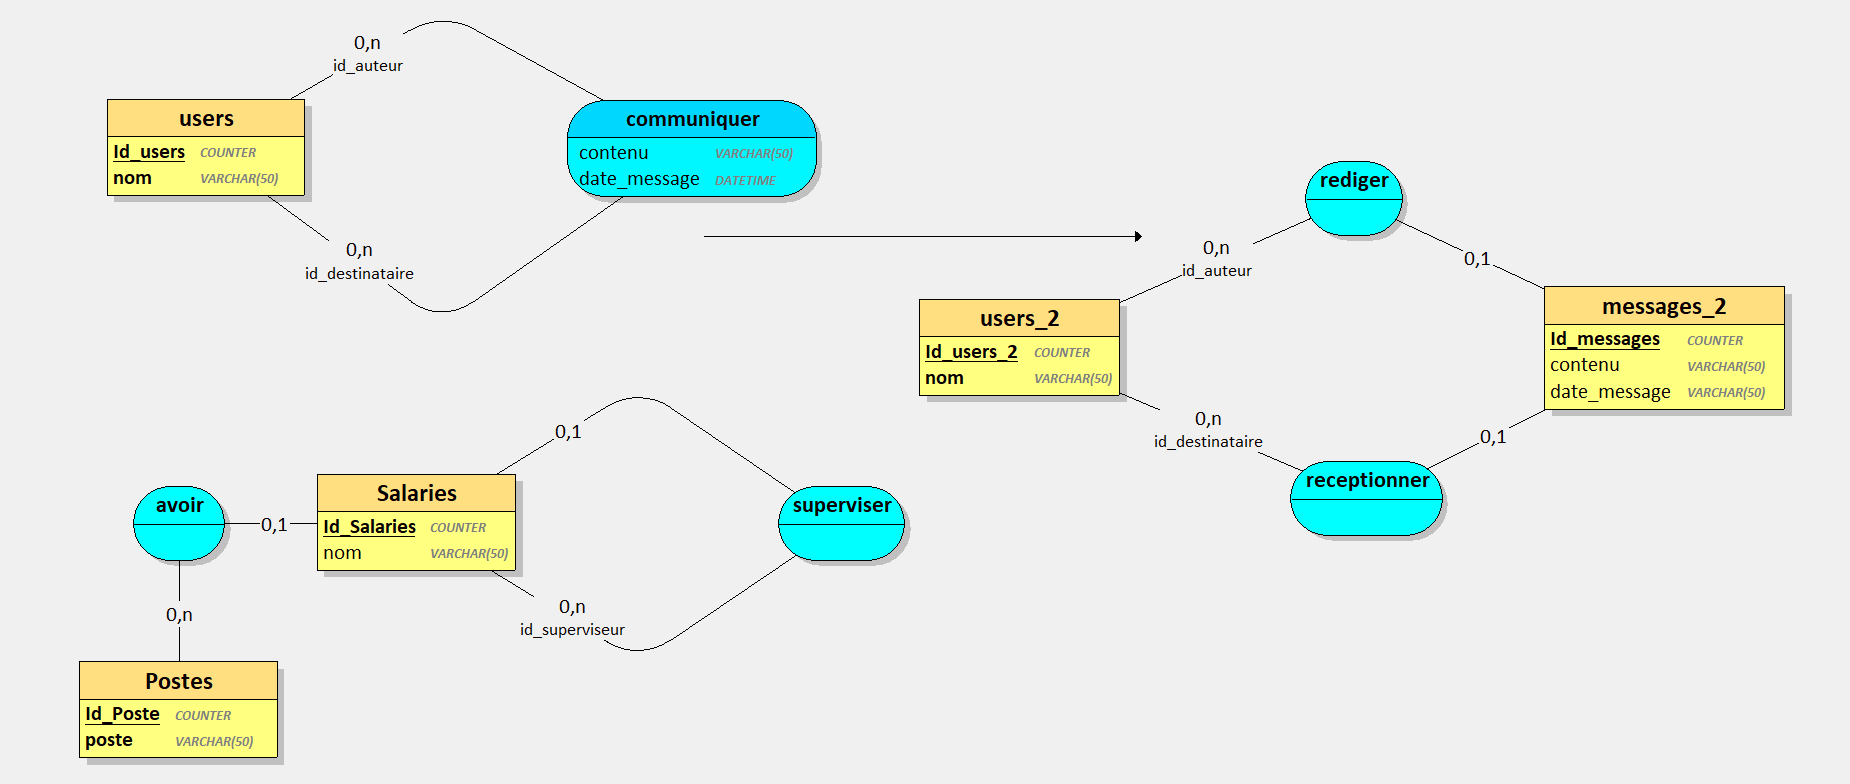 0,n
id_auteur
users
Id_users COUNTER
nom VARCHAR(50)
communiquer
contenu VARCHAR(50)
date_message DATETIME
0,n
id_destinataire
rediger
0,n
id_auteur
0,1
users_2
Id_users_2 COUNTER
nom VARCHAR(50)
messages_2
Id_messages COUNTER
contenu VARCHAR(50)
date_message VARCHAR(50)
0,n
id_destinataire
0,1
receptionner
0,1
avoir
0,1
Salaries
Id_Salaries COUNTER
nom VARCHAR(50)
superviser
0,n
id_superviseur
0,n
Postes
Id_Poste COUNTER
poste VARCHAR(50)